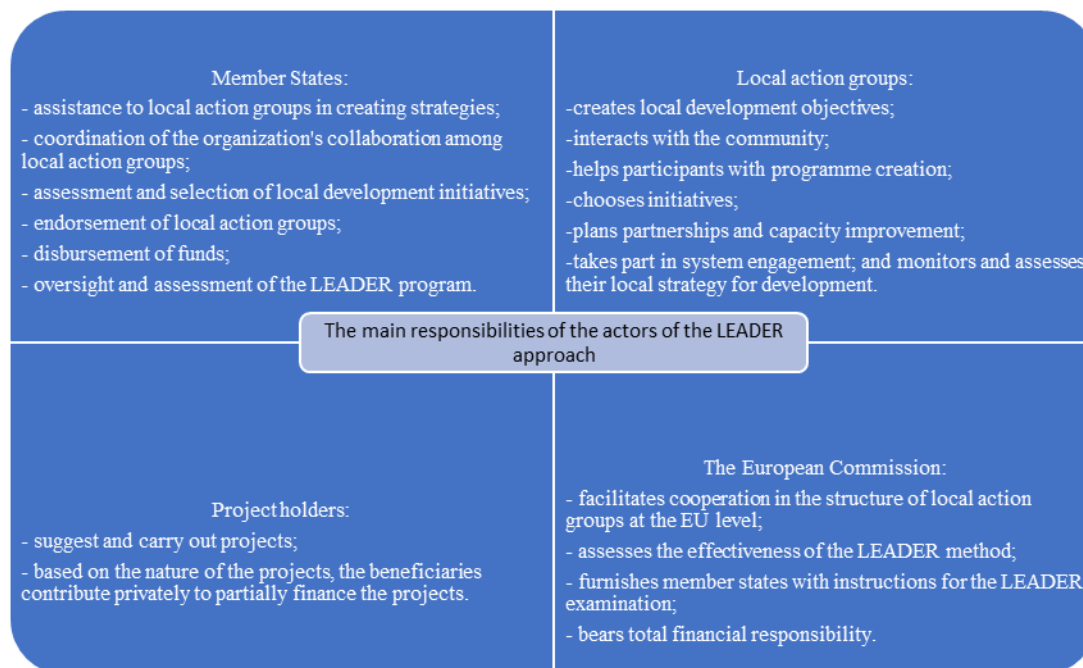 Member States:
- assistance to local action groups in creating strategies;
- coordination of the organization's collaboration among
local action groups;
- assessment and selection of local development initiatives;
- endorsement of local action groups;
- disbursement of funds;
- oversight and assessment of the LEADER program.
Local action groups:
-creates local development objectives;
-interacts with the community;
-helps participants with programme creation;
-chooses initiatives;
-plans partnerships and capacity improvement;
-takes part in system engagement; and monitors and assesses
their local strategy for development.
The main responsibilities of the actors of the LEADER
approach
Project holders:
- suggest and carry out projects;
- based on the nature of the projects, the beneficiaries
contribute privately to partially finance the projects.
The European Commission:
- facilitates cooperation in the structure of local action
groups at the EU level;
- assesses the effectiveness of the LEADER method;
- furnishes member states with instructions for the LEADER
examination;
- bears total financial responsibility.